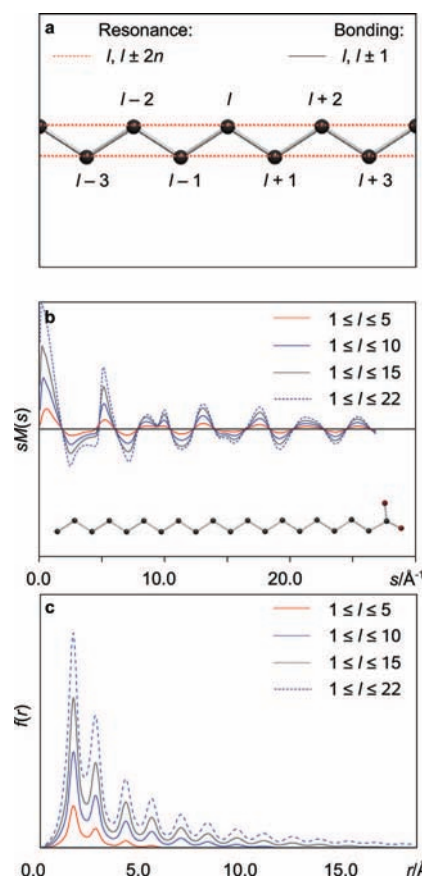 a Resonance: Bonding:
l, l ± 2n l, l ± 1
l – 2 l l + 2
l – 3 l – 1 l + 1 l + 3
b
1 ≤ l ≤ 5
1 ≤ l ≤ 10
1 ≤ l ≤ 15
1 ≤ l ≤ 22
sM(s)
0.0 10.0 20.0 s/Å⁻¹
c
1 ≤ l ≤ 5
1 ≤ l ≤ 10
1 ≤ l ≤ 15
1 ≤ l ≤ 22
f(r)
0.0 5.0 10.0 15.0 r/Å